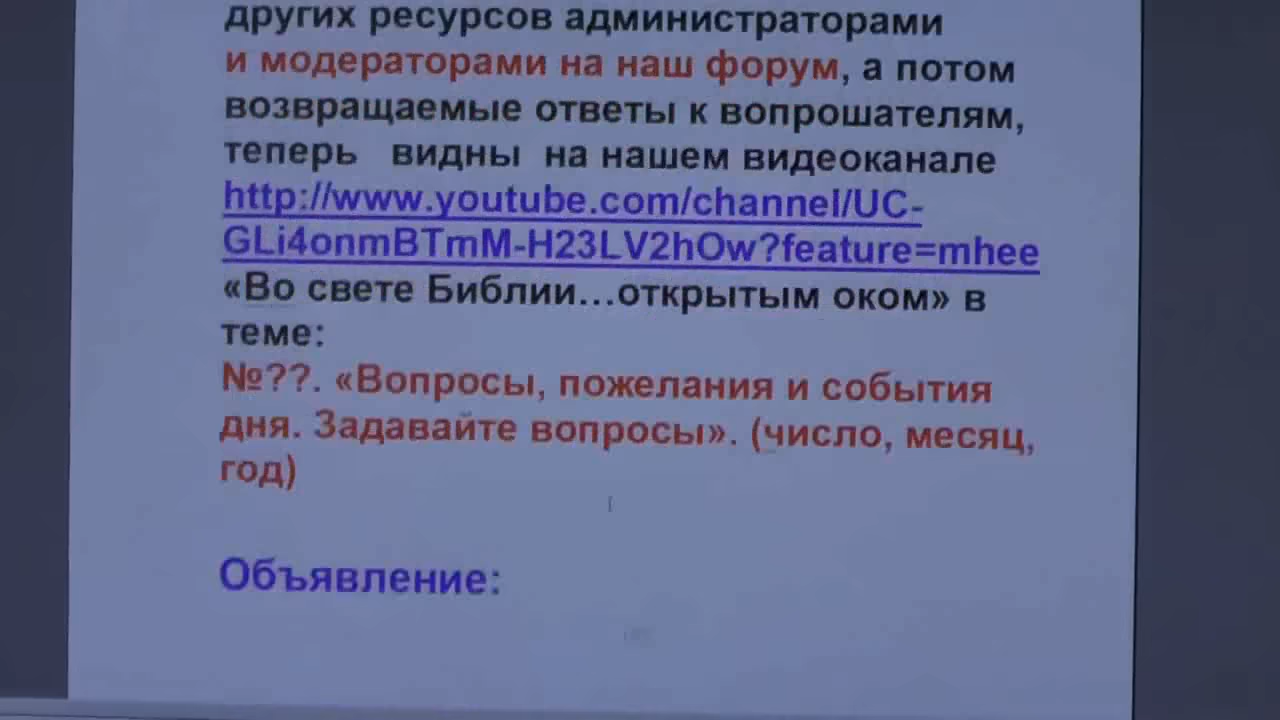 других ресурсов администраторами
и модераторами на наш форум, а потом
возвращаемые ответы к вопрошателям,
теперь видны на нашем видеоканале
http://www.youtube.com/channel/UC-
GLi4onmBTmM-H23LV2hOw?feature=mhee
«Во свете Библии...открытым оком» в
теме:
№??. «Вопросы, пожелания и события
дня. Задавайте вопросы». (число, месяц,
год)
Объявление: